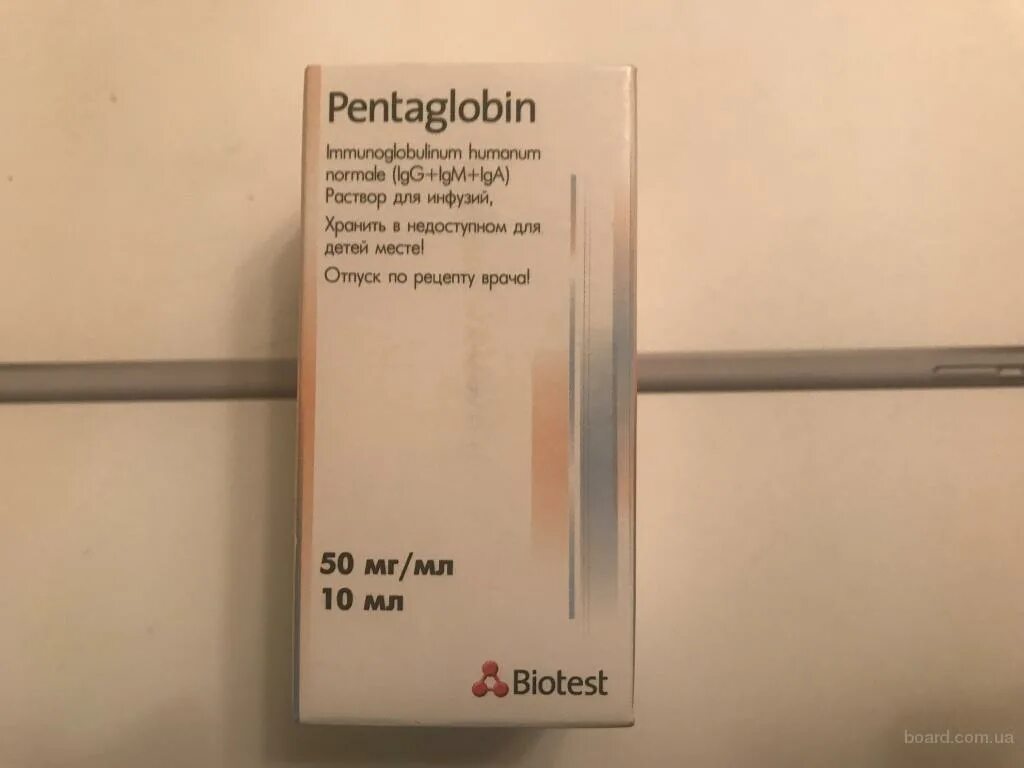 Pentaglobin
Immunoglobulinum humanum
normale (IgG+IgM+IgA)
Раствор для инфузий,
Хранить в недоступном для
детей месте!
Отпуск по рецепту врача!
50 мг/мл
10 мл
Biotest
board.com.ua